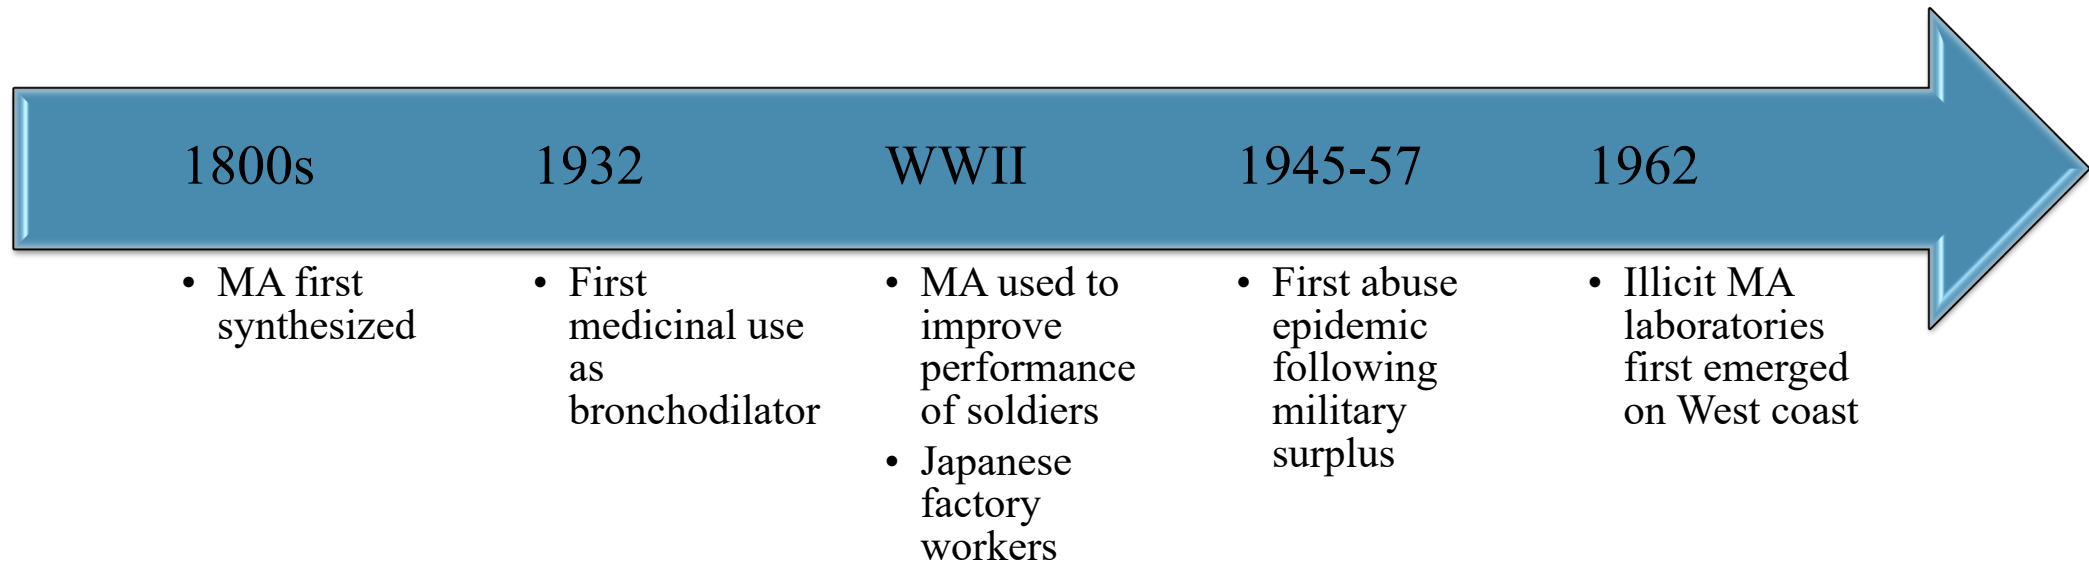 1800s
• MA first
synthesized
1932
• First
medicinal use
as
bronchodilator
WWII
• MA used to
improve
performance
of soldiers
• Japanese
factory
workers
1945-57
• First abuse
epidemic
following
military
surplus
1962
• Illicit MA
laboratories
first emerged
on West coast